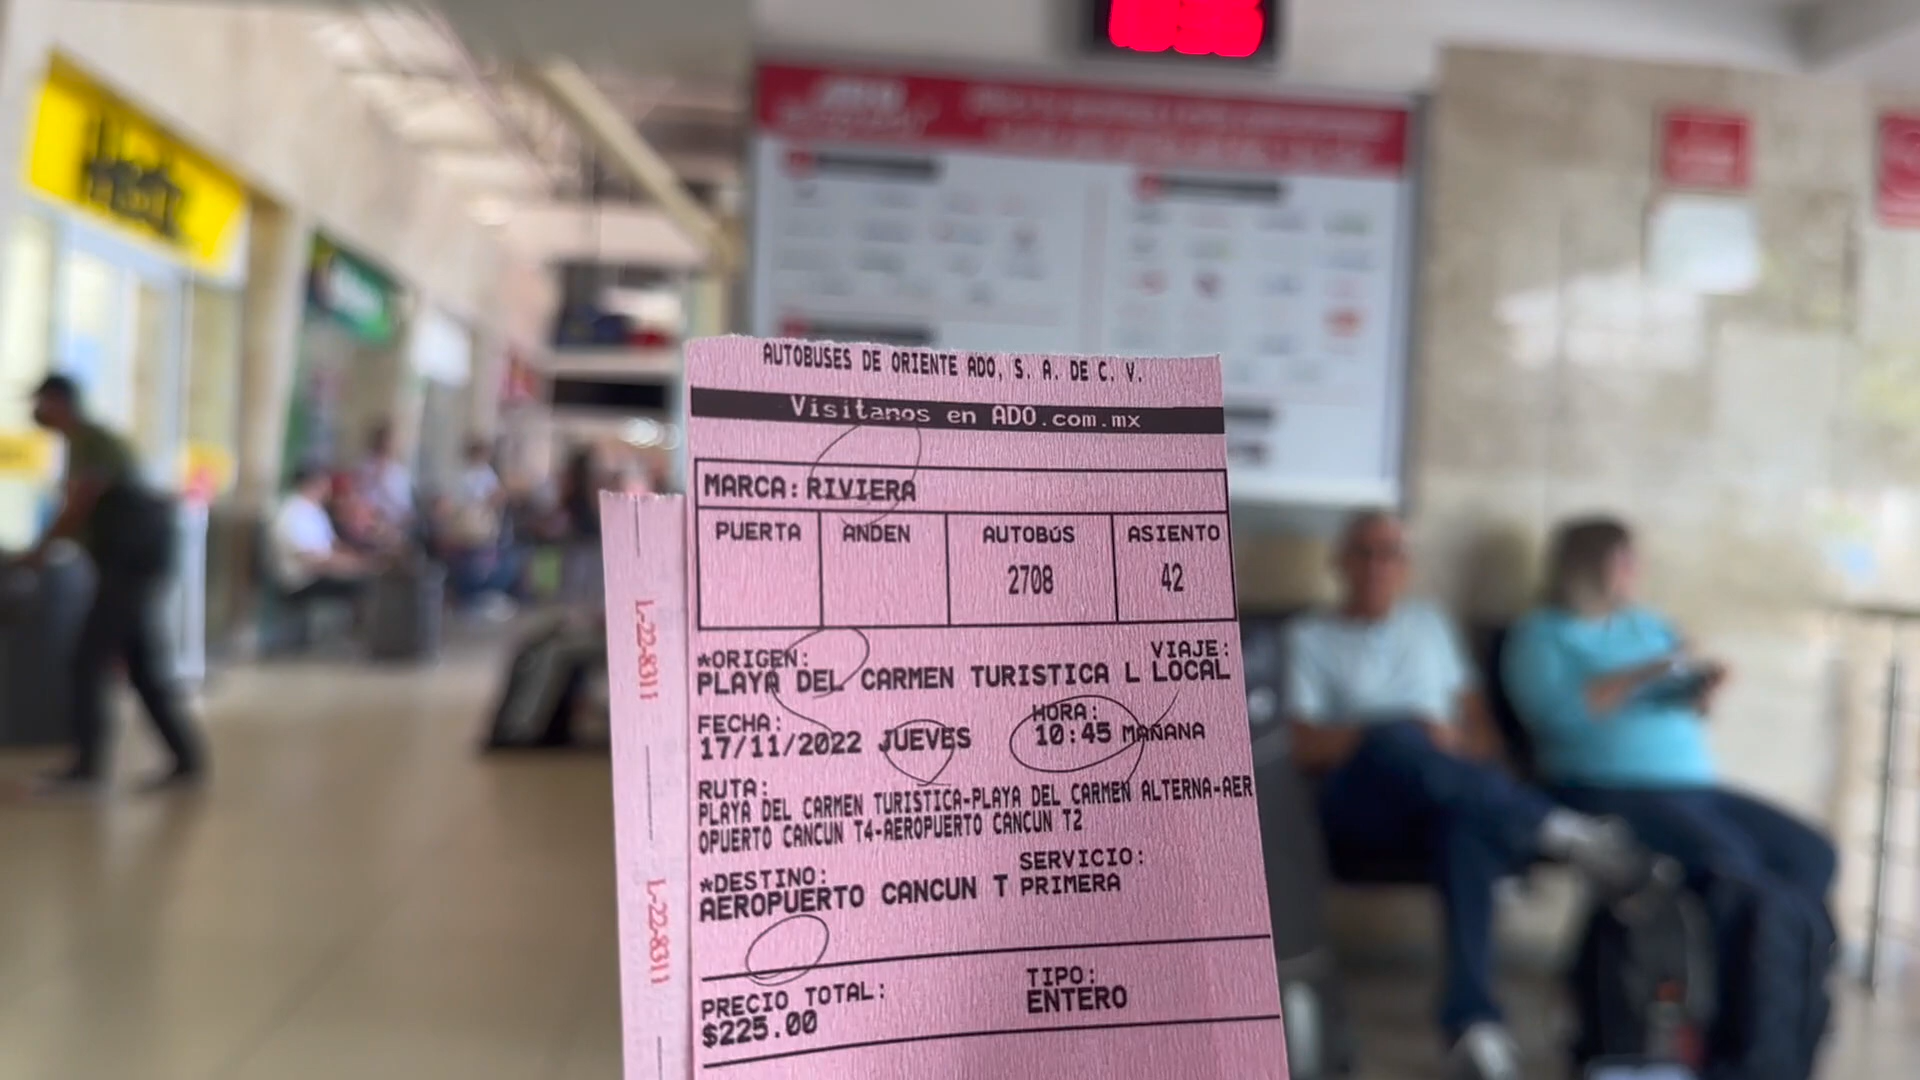 Hertz
AUTOBUSES DE ORIENTE ADO, S. A. DE C. V.
Visitanos en ADO.com.mx
MARCA: RIVIERA
PUERTA ANDEN AUTOBúS ASIENTO
2708 42
*ORIGEN: VIAJE:
PLAYA DEL CARMEN TURISTICA L LOCAL
FECHA: HORA:
17/11/2022 JUEVES 10:45 MAÑANA
RUTA:
PLAYA DEL CARMEN TURISTICA-PLAYA DEL CARMEN ALTERNA-AER
OPUERTO CANCUN T4-AEROPUERTO CANCUN T2
*DESTINO: SERVICIO:
AEROPUERTO CANCUN T PRIMERA
PRECIO TOTAL: TIPO:
$225.00 ENTERO
L-22-8311
L-22-8311